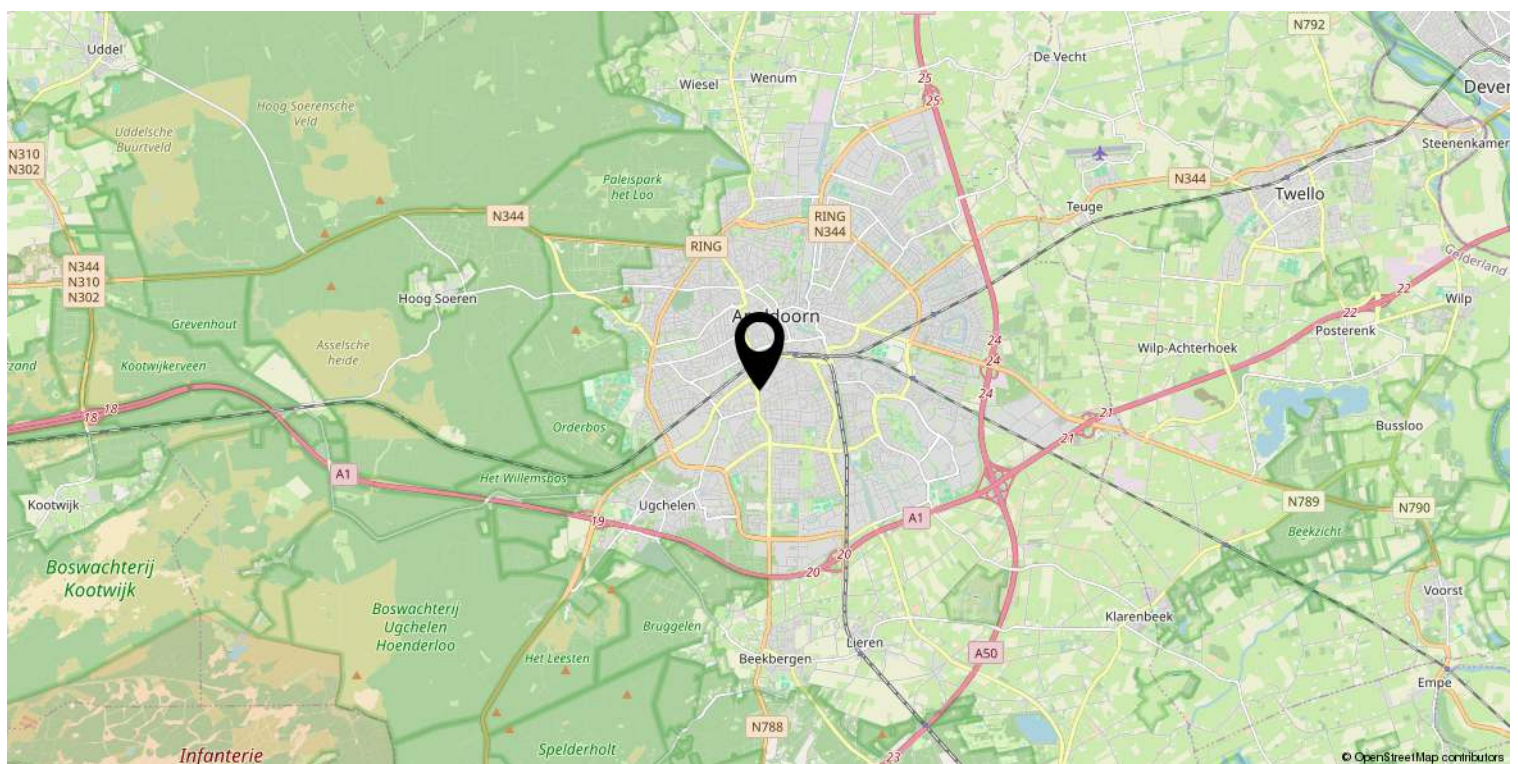 N792
Uddel
De Vecht
Wenum
Wiesel
25
25
Hoog Soerensche
Veld
Uddelsche
Buurtveld
Steenenkamer
N310
N302
Paleispark
het Loo
N344
Twello
Teuge
N344
RING
N344
RING
Gelderland
N344
N310
N302
Hoog Soeren
22
22
Wilp
Grevenhout
Posterenk
Asselsche
heide
24
24
24
Wilp-Achterhoek
Kootwijkerveen
18
18
21
21
Orderbos
Bussloo
A1
Het Willemsbos
Kootwijk
Ugchelen
19
A1
N789
N790
Beekzicht
20
20
Boswachterij
Kootwijk
Voorst
Boswachterij
Ugchelen
Hoenderloo
Klarenbeek
Bruggelen
Lieren
A50
Het Leesten
Beekbergen
Empe
N788
Infanterie
Spelderholt
23
© OpenStreetMap contributors